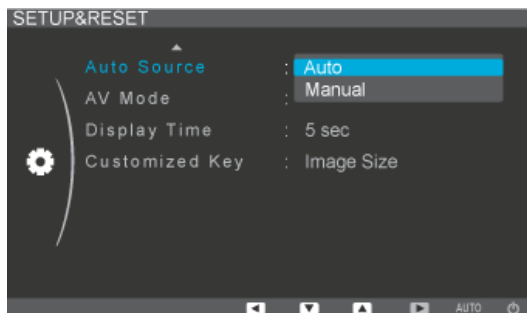 SETUP&RESET
Auto Source : Auto
Manual
AV Mode :
Display Time : 5 sec
Customized Key : Image Size
AUTO